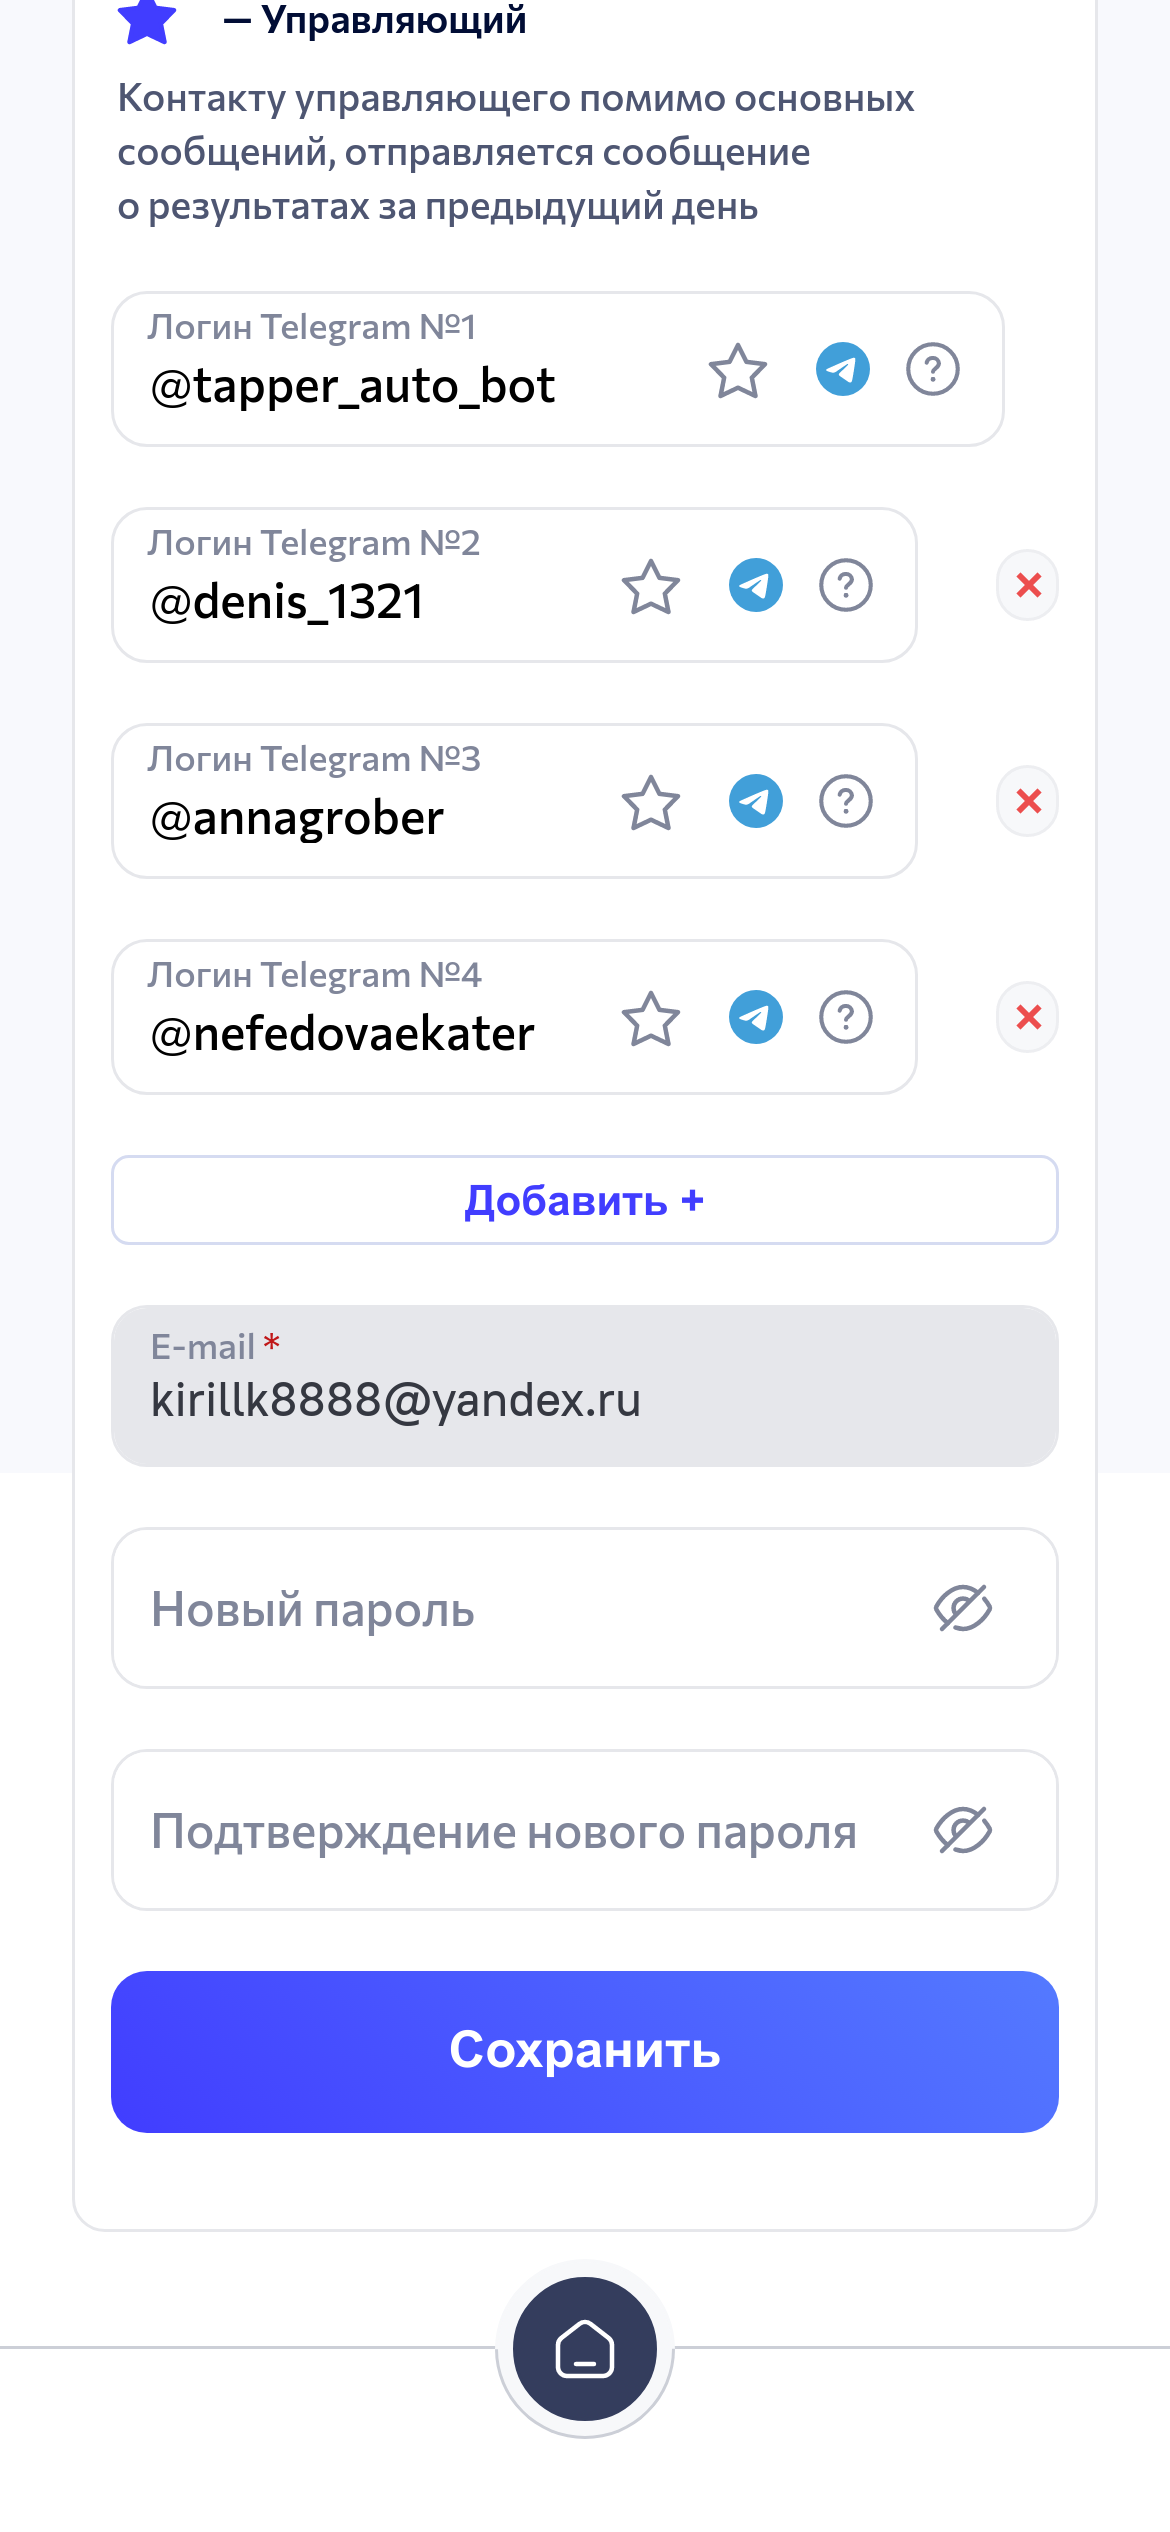 — Управляющий
Контакту управляющего помимо основных
сообщений, отправляется сообщение
о результатах за предыдущий день
Логин Telegram №1
@tapper_auto_bot
Логин Telegram №2
@denis_1321
Логин Telegram №3
@annagrober
Логин Telegram №4
@nefedovaekater
Добавить +
E-mail *
kirillk8888@yandex.ru
Новый пароль
Подтверждение нового пароля
Сохранить